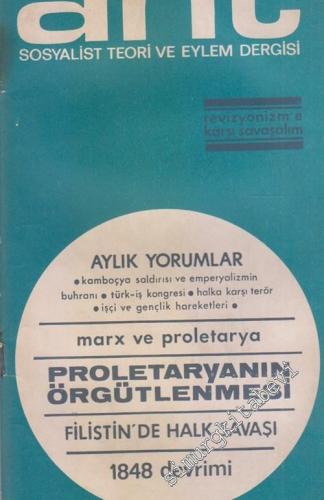 ant
SOSYALİST TEORİ VE EYLEM DERGİSİ
revizyonizm'e
karşı savaşalım
AYLIK YORUMLAR
• kamboçya saldırısı ve emperyalizmin
buhranı • türk-iş kongresi • halka karşı terör
• işçi ve gençlik hareketleri •
marx ve proletarya
PROLETARYANIN
ÖRGÜTLENMESİ
FİLİSTİN'DE HALK SAVAŞI
1848 devrimi
simurgkitabevi